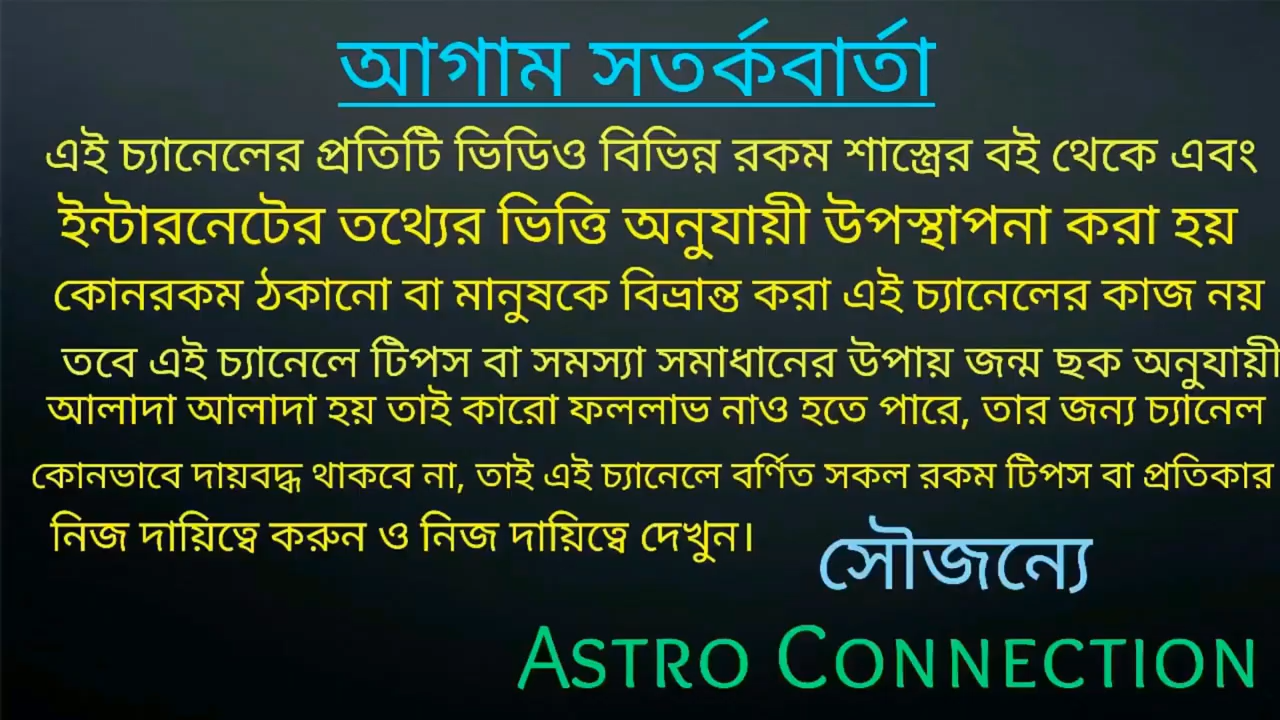 আগাম সতর্কবার্তা
এই চ্যানেলের প্রতিটি ভিডিও বিভিন্ন রকম শাস্ত্রের বই থেকে এবং
ইন্টারনেটের তথ্যের ভিত্তি অনুযায়ী উপস্থাপনা করা হয়
কোনরকম ঠকানো বা মানুষকে বিভ্রান্ত করা এই চ্যানেলের কাজ নয়
তবে এই চ্যানেলে টিপস বা সমস্যা সমাধানের উপায় জন্ম ছক অনুযায়ী
আলাদা আলাদা হয় তাই কারো ফললাভ নাও হতে পারে, তার জন্য চ্যানেল
কোনভাবে দায়বদ্ধ থাকবে না, তাই এই চ্যানেলে বর্ণিত সকল রকম টিপস বা প্রতিকার
নিজ দায়িত্বে করুন ও নিজ দায়িত্বে দেখুন।
সৌজন্যে
ASTRO CONNECTION